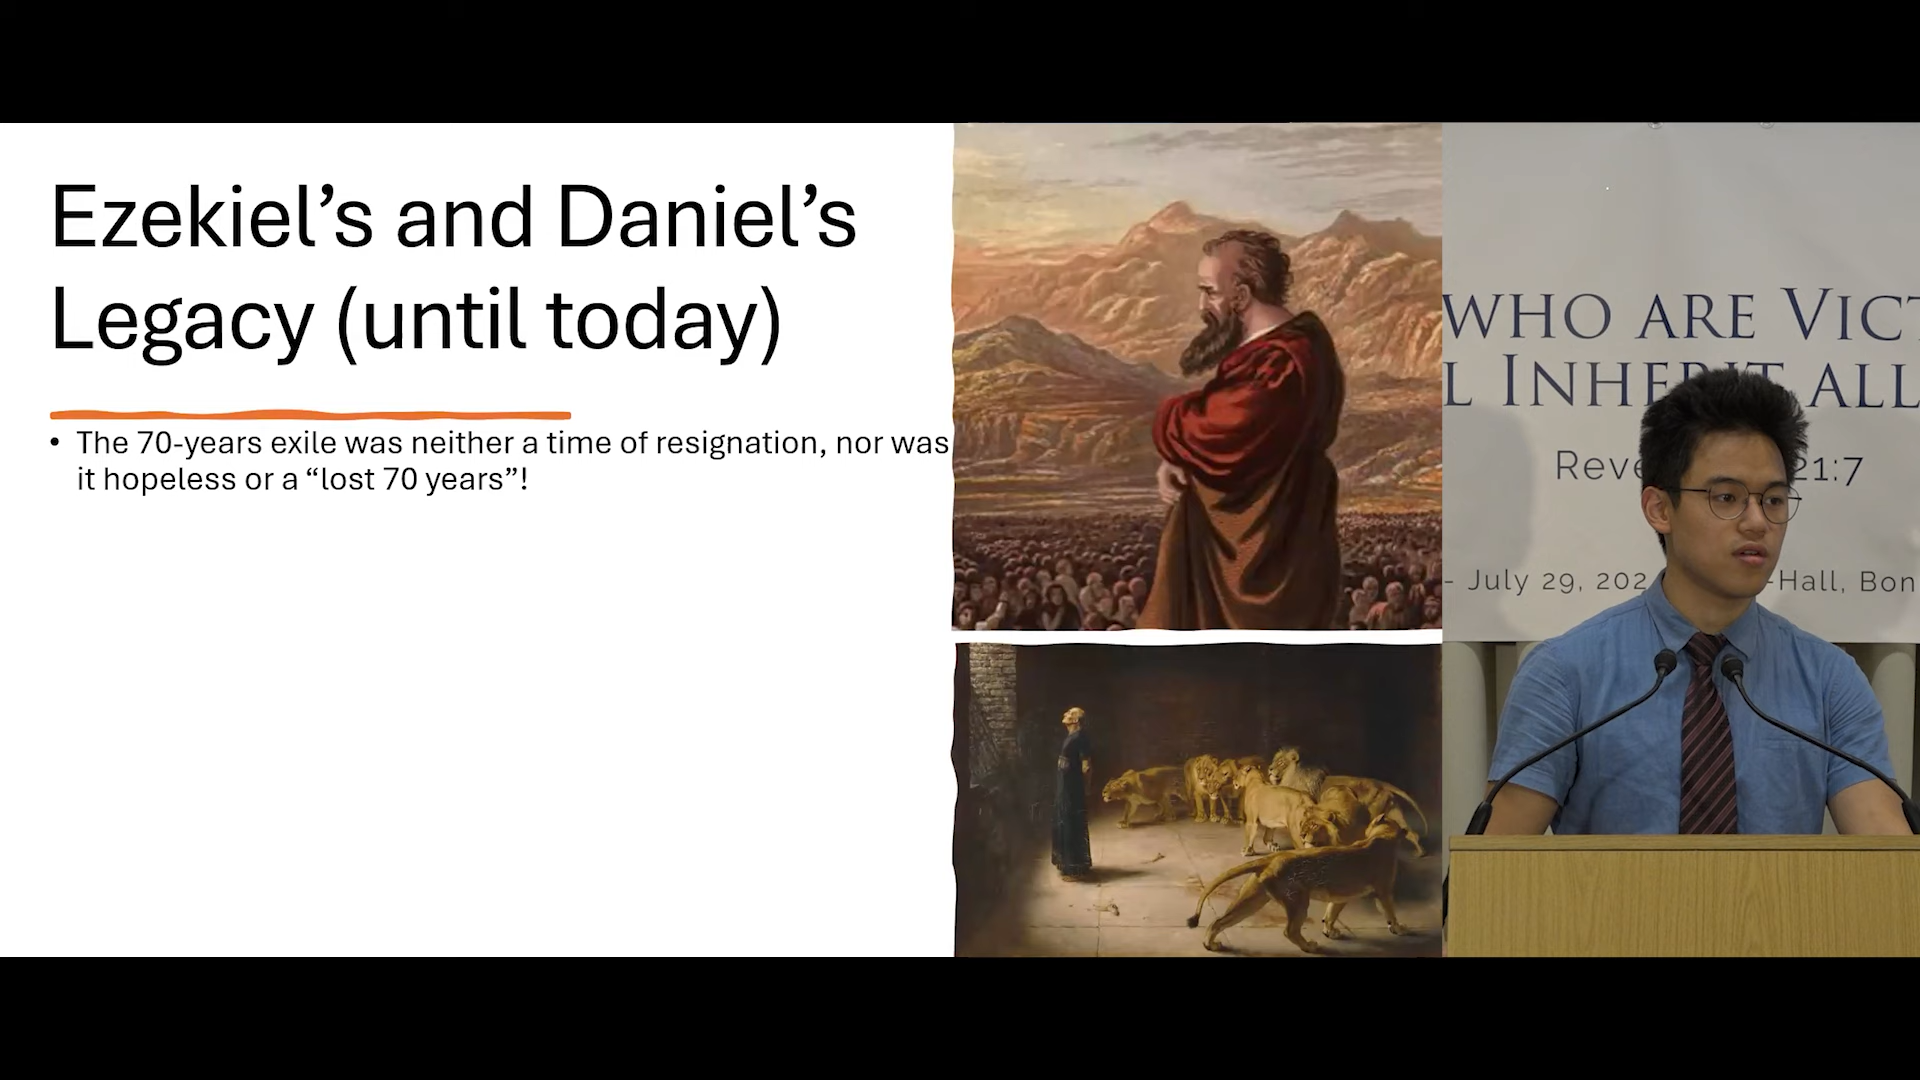 Ezekiel’s and Daniel’s
Legacy (until today)
• The 70-years exile was neither a time of resignation, nor was
it hopeless or a “lost 70 years”!
WHO ARE VICT
L INHERIT ALL
Reve 21:7
- July 29, 202 -Hall, Bon